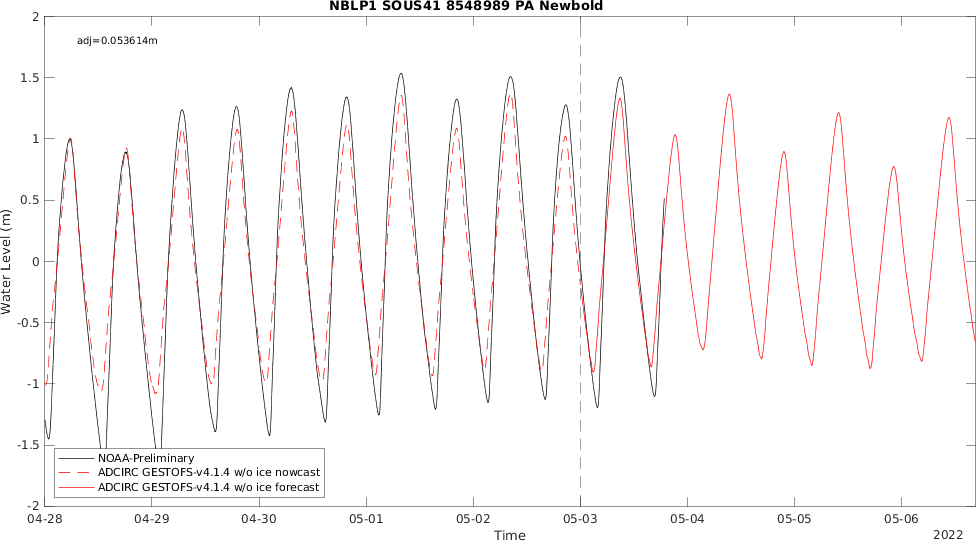 NBLP1 SOUS41 8548989 PA Newbold
adj=0.053614m
2
1.5
1
0.5
0
-0.5
-1
-1.5
-2
Water Level (m)
NOAA-Preliminary
ADCIRC GESTOFS-v4.1.4 w/o ice nowcast
ADCIRC GESTOFS-v4.1.4 w/o ice forecast
04-28 04-29 04-30 05-01 05-02 05-03 05-04 05-05 05-06
Time
2022